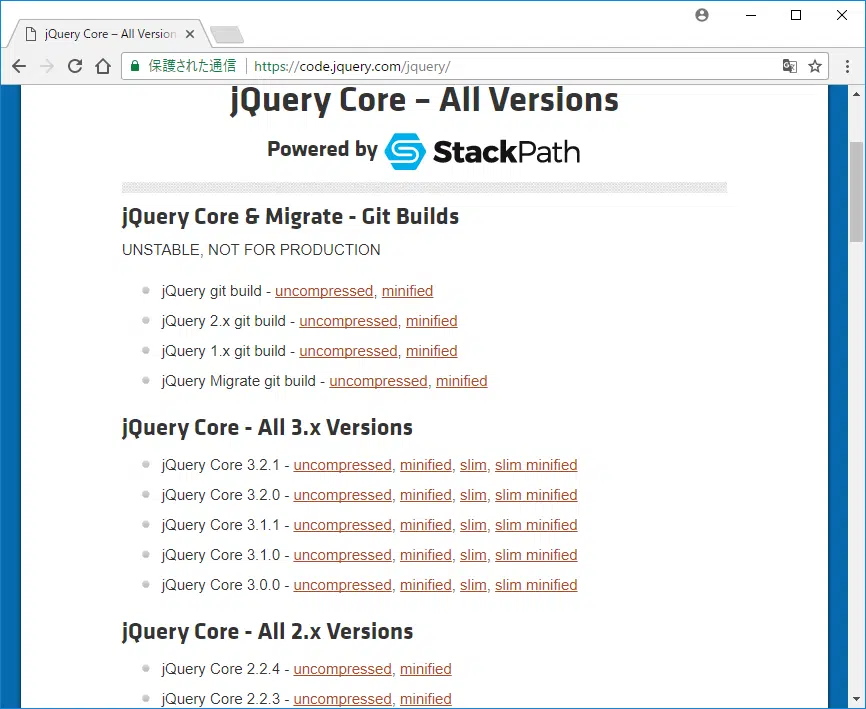 jQuery Core – All Version
保護された通信 https://code.jquery.com/jquery/
jQuery Core – All Versions
Powered by StackPath
jQuery Core & Migrate - Git Builds
UNSTABLE, NOT FOR PRODUCTION
jQuery git build - uncompressed, minified
jQuery 2.x git build - uncompressed, minified
jQuery 1.x git build - uncompressed, minified
jQuery Migrate git build - uncompressed, minified
jQuery Core - All 3.x Versions
jQuery Core 3.2.1 - uncompressed, minified, slim, slim minified
jQuery Core 3.2.0 - uncompressed, minified, slim, slim minified
jQuery Core 3.1.1 - uncompressed, minified, slim, slim minified
jQuery Core 3.1.0 - uncompressed, minified, slim, slim minified
jQuery Core 3.0.0 - uncompressed, minified, slim, slim minified
jQuery Core - All 2.x Versions
jQuery Core 2.2.4 - uncompressed, minified
jQuery Core 2.2.3 - uncompressed, minified